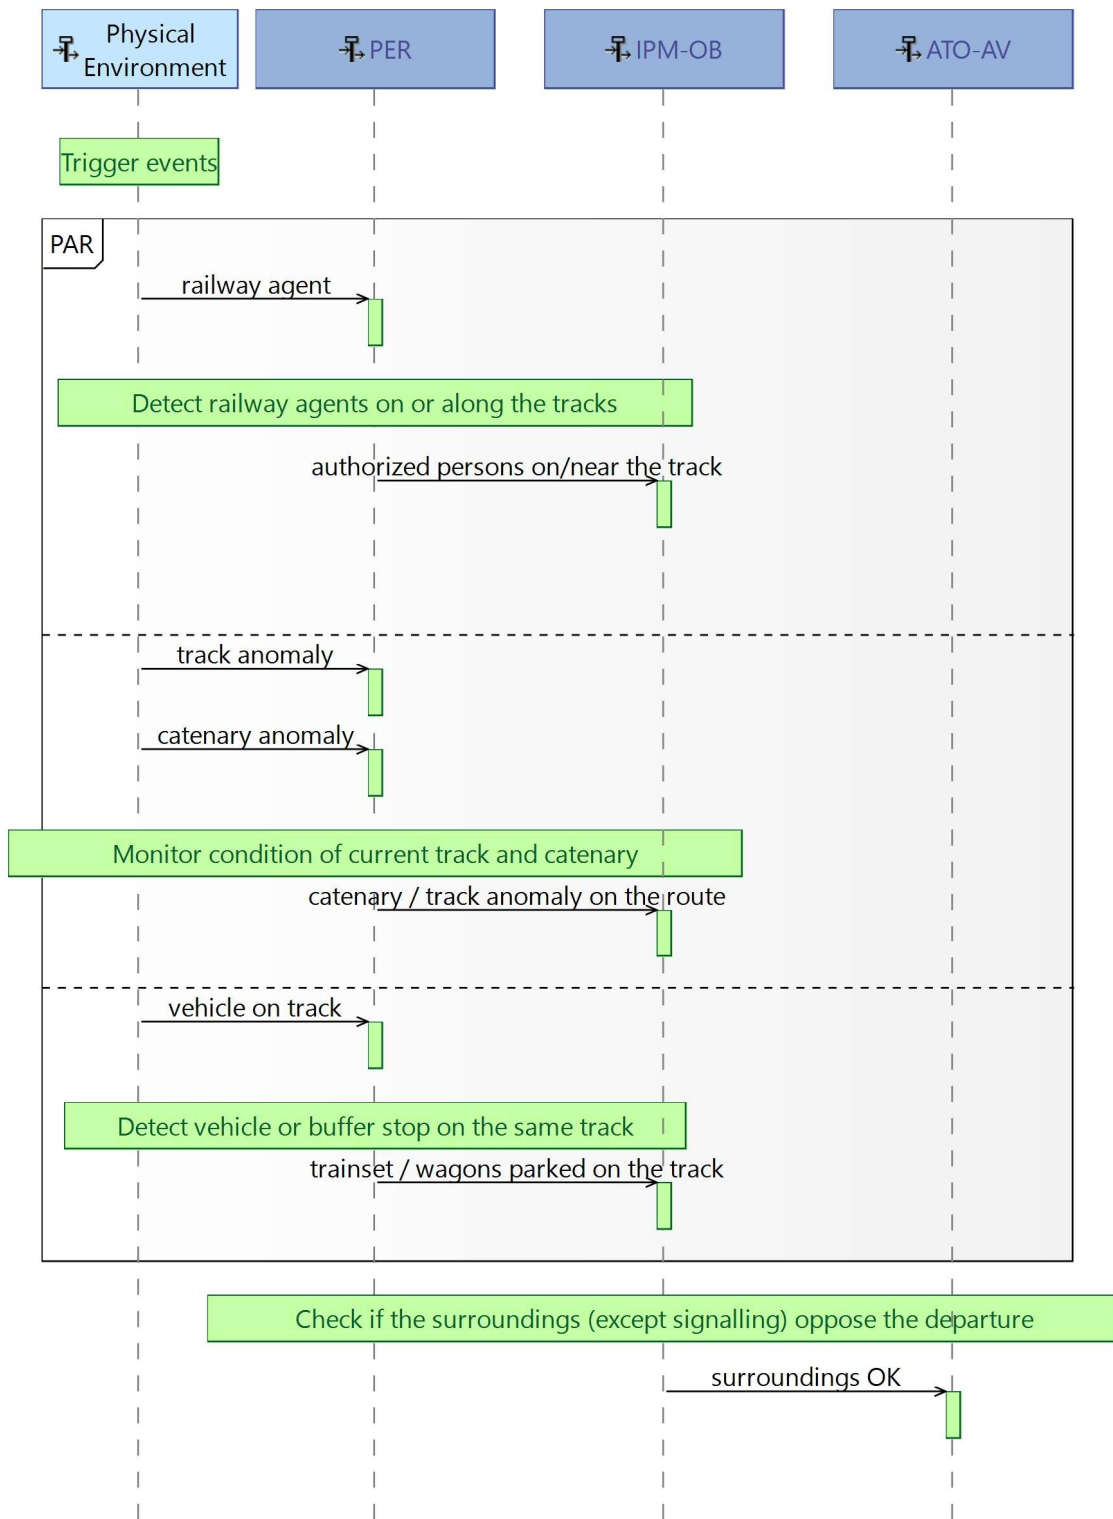 Physical
Environment
PER
IPM-OB
ATO-AV
Trigger events
PAR
railway agent
Detect railway agents on or along the tracks
authorized persons on/near the track
track anomaly
catenary anomaly
Monitor condition of current track and catenary
catenary / track anomaly on the route
vehicle on track
Detect vehicle or buffer stop on the same track
trainset / wagons parked on the track
Check if the surroundings (except signalling) oppose the departure
surroundings OK